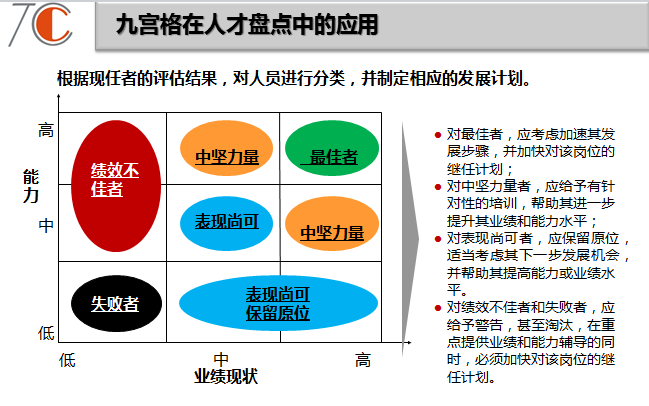 7C
九宫格在人才盘点中的应用
根据现任者的评估结果，对人员进行分类，并制定相应的发展计划。
高
能力
中
低
绩效不
佳者
中坚力量
最佳者
表现尚可
中坚力量
失败者
表现尚可
保留原位
低
中
高
业绩现状
对最佳者，应考虑加速其发
展步骤，并加快对该岗位的
继任计划；
对中坚力量者，应给予有针
对性的培训，帮助其进一步
提升其业绩和能力水平；
对表现尚可者，应保留原位，
适当考虑其下一步发展机会，
并帮助其提高能力或业绩水
平。
对绩效不佳者和失败者，应
给予警告，甚至淘汰，在重
点提供业绩和能力辅导的同
时，必须加快对该岗位的继
任计划。